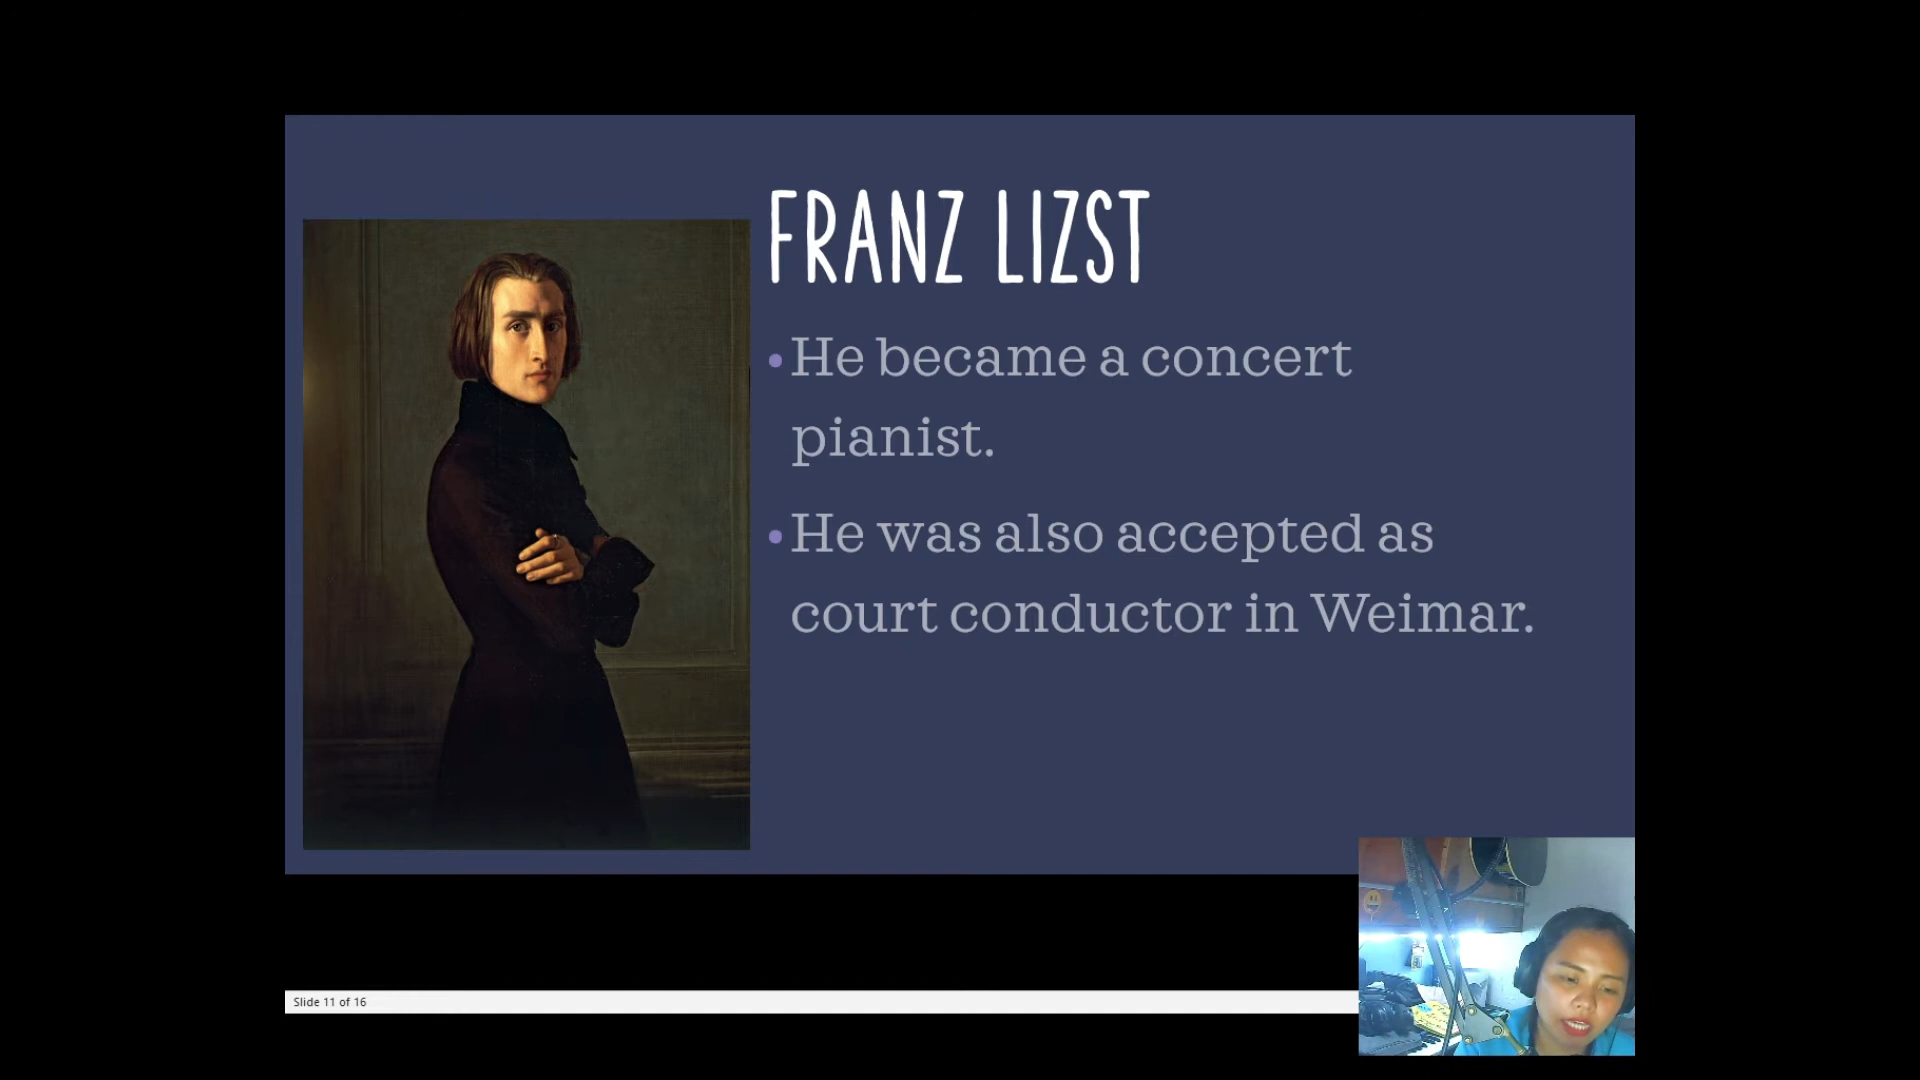 FRANZ LIZST
•He became a concert
pianist.
•He was also accepted as
court conductor in Weimar.
Slide 11 of 16